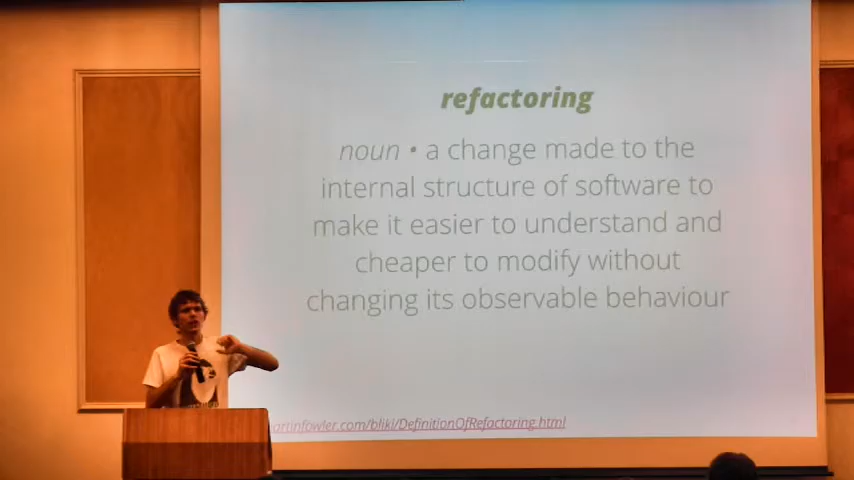 refactoring
noun • a change made to the
internal structure of software to
make it easier to understand and
cheaper to modify without
changing its observable behaviour
artinfowler.com/bliki/DefinitionOfRefactoring.html